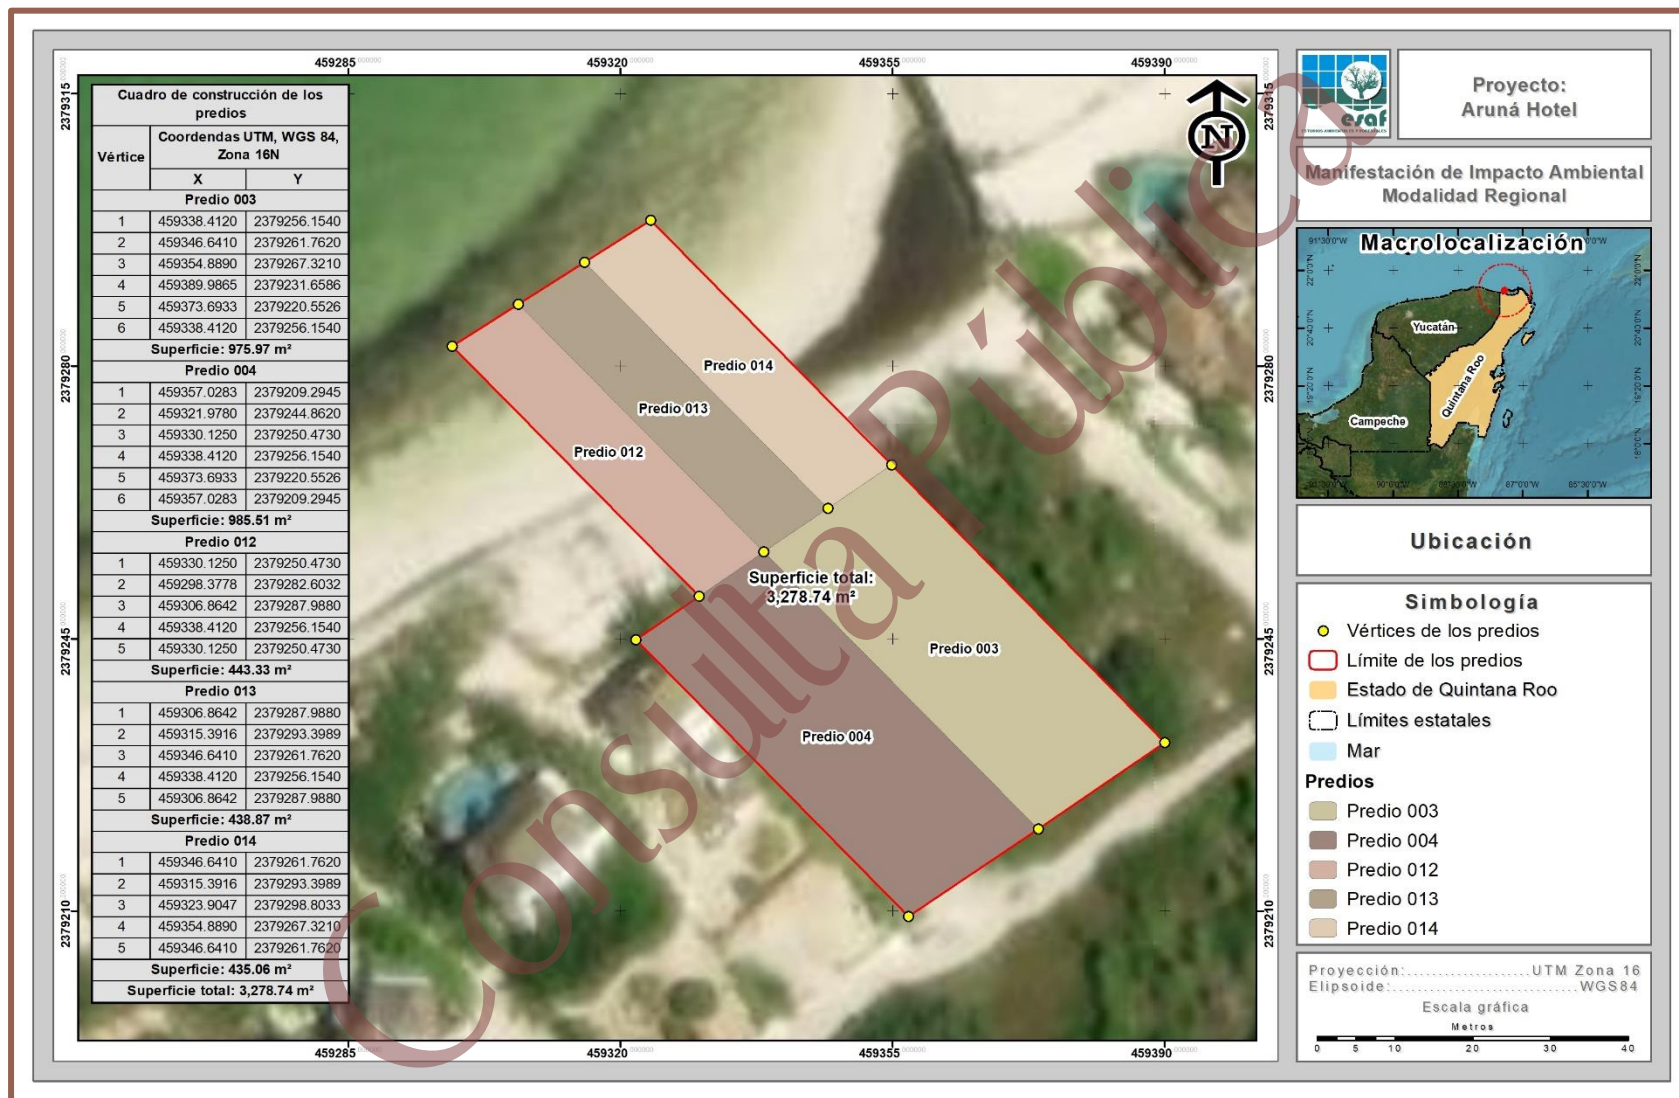 459285 459320 459355 459390
2379315
2379280
2379245
2379210
Cuadro de construcción de los
predios
Vértice
Coordendas UTM, WGS 84,
Zona 16N
X Y
Predio 003
1 459338.4120 2379256.1540
2 459346.6410 2379261.7620
3 459354.8890 2379267.3210
4 459389.9865 2379231.6586
5 459373.6933 2379220.5526
6 459338.4120 2379256.1540
Superficie: 975.97 m²
Predio 004
1 459357.0283 2379209.2945
2 459321.9780 2379244.8620
3 459330.1250 2379250.4730
4 459338.4120 2379256.1540
5 459373.6933 2379220.5526
6 459357.0283 2379209.2945
Superficie: 985.51 m²
Predio 012
1 459330.1250 2379250.4730
2 459298.3778 2379282.6032
3 459306.8642 2379287.9880
4 459338.4120 2379256.1540
5 459330.1250 2379250.4730
Superficie: 443.33 m²
Predio 013
1 459306.8642 2379287.9880
2 459315.3916 2379293.3989
3 459346.6410 2379261.7620
4 459338.4120 2379256.1540
5 459306.8642 2379287.9880
Superficie: 438.87 m²
Predio 014
1 459346.6410 2379261.7620
2 459315.3916 2379293.3989
3 459323.9047 2379298.8033
4 459354.8890 2379267.3210
5 459346.6410 2379261.7620
Superficie: 435.06 m²
Superficie total: 3,278.74 m²
N
Predio 014
Predio 013
Predio 012
Superficie total:
3,278.74 m²
Predio 003
Predio 004
Consulta Pública
2379315
2379280
2379245
2379210
459285 459320 459355 459390
esaf
ESTUDIOS AMBIENTALES Y FORESTALES
Proyecto:
Aruná Hotel
Manifestación de Impacto Ambiental
Modalidad Regional
Macrolocalización
Yucatán
Quintana Roo
Campeche
Ubicación
Simbología
Vértices de los predios
Límite de los predios
Estado de Quintana Roo
Límites estatales
Mar
Predios
Predio 003
Predio 004
Predio 012
Predio 013
Predio 014
Proyección:...................UTM Zona 16
Elipsoide:.......................WGS84
Escala gráfica
Metros
0 5 10 20 30 40